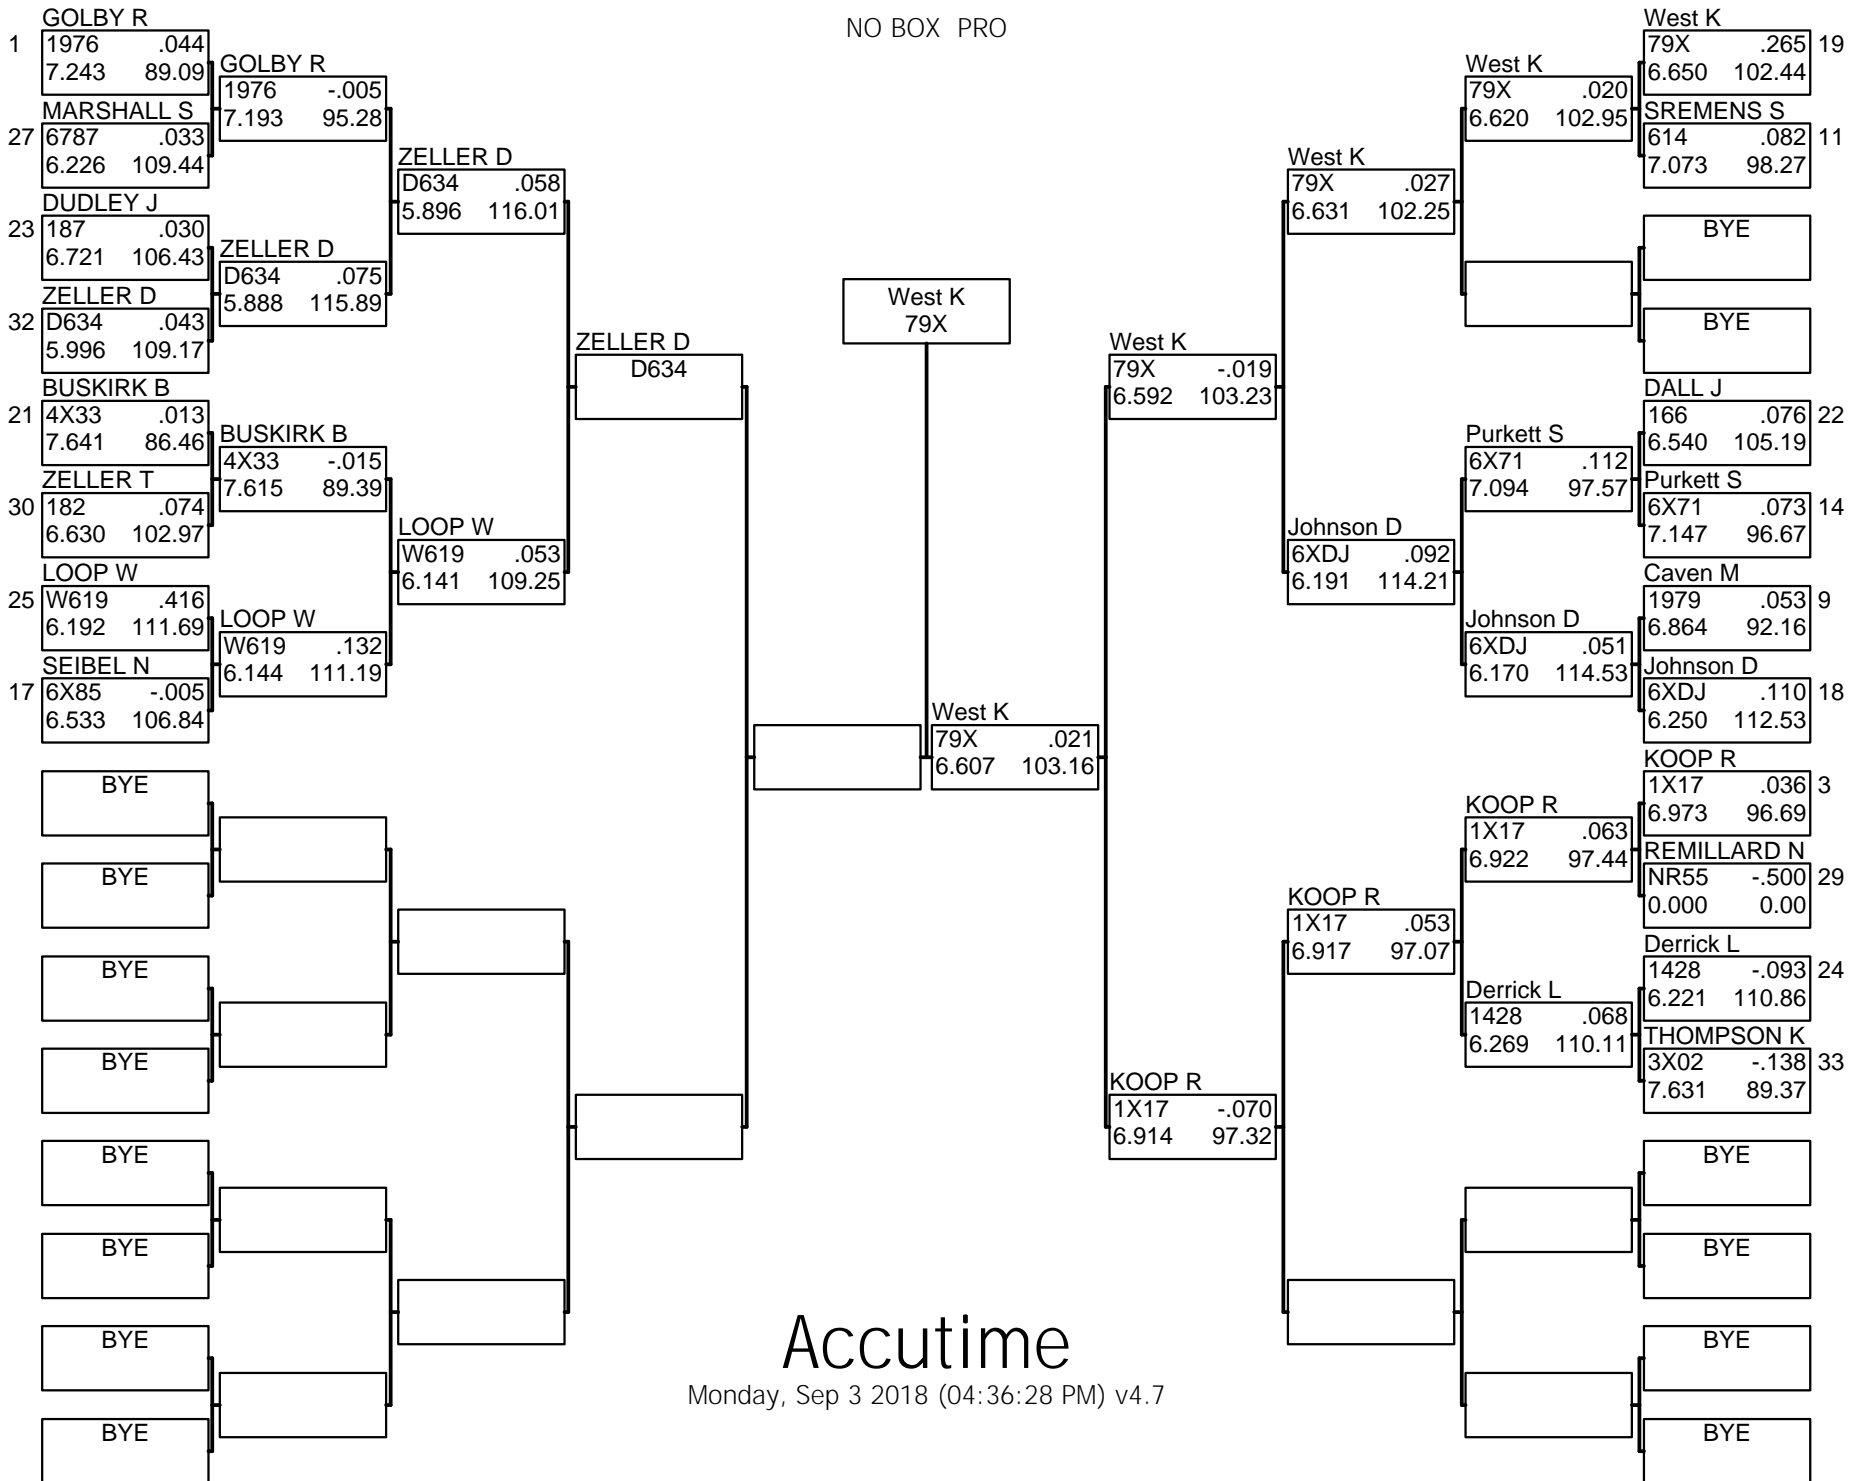 NO BOX PRO
GOLBY R
1 1976 .044
7.243 89.09
MARSHALL S
27 6787 .033
6.226 109.44
DUDLEY J
23 187 .030
6.721 106.43
ZELLER D
32 D634 .043
5.996 109.17
BUSKIRK B
21 4X33 .013
7.641 86.46
ZELLER T
30 182 .074
6.630 102.97
LOOP W
25 W619 .416
6.192 111.69
SEIBEL N
17 6X85 -.005
6.533 106.84
BYE
BYE
BYE
BYE
BYE
BYE
BYE
BYE
GOLBY R
1976 -.005
7.193 95.28
ZELLER D
D634 .075
5.888 115.89
BUSKIRK B
4X33 -.015
7.615 89.39
LOOP W
W619 .132
6.144 111.19
ZELLER D
D634 .058
5.896 116.01
LOOP W
W619 .053
6.141 109.25
ZELLER D
D634
West K
79X
West K
79X .021
6.607 103.16
West K
79X -.019
6.592 103.23
KOOP R
1X17 -.070
6.914 97.32
West K
79X .027
6.631 102.25
Johnson D
6XDJ .092
6.191 114.21
KOOP R
1X17 .053
6.917 97.07
West K
79X .020
6.620 102.95
Purkett S
6X71 .112
7.094 97.57
Johnson D
6XDJ .051
6.170 114.53
KOOP R
1X17 .063
6.922 97.44
Derrick L
1428 .068
6.269 110.11
West K
79X .265 19
6.650 102.44
SREMENS S
614 .082 11
7.073 98.27
BYE
BYE
DALL J
166 .076 22
6.540 105.19
Purkett S
6X71 .073 14
7.147 96.67
Caven M
1979 .053 9
6.864 92.16
Johnson D
6XDJ .110 18
6.250 112.53
KOOP R
1X17 .036 3
6.973 96.69
REMILLARD N
NR55 -.500 29
0.000 0.00
Derrick L
1428 -.093 24
6.221 110.86
THOMPSON K
3X02 -.138 33
7.631 89.37
BYE
BYE
BYE
BYE
Accutime
Monday, Sep 3 2018 (04:36:28 PM) v4.7